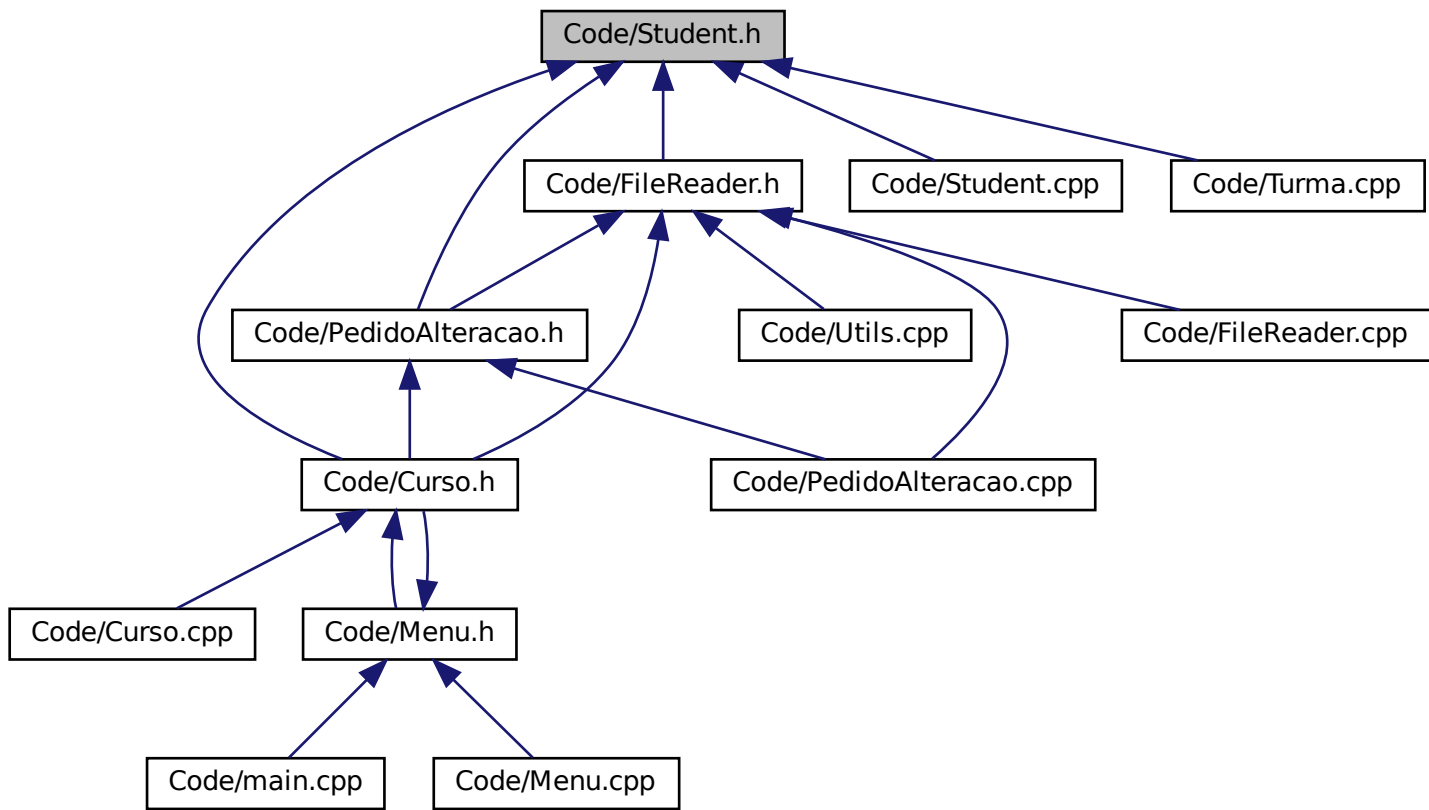 Code/Student.h
Code/FileReader.h
Code/Student.cpp
Code/Turma.cpp
Code/PedidoAlteracao.h
Code/Utils.cpp
Code/FileReader.cpp
Code/Curso.h
Code/PedidoAlteracao.cpp
Code/Curso.cpp
Code/Menu.h
Code/main.cpp
Code/Menu.cpp